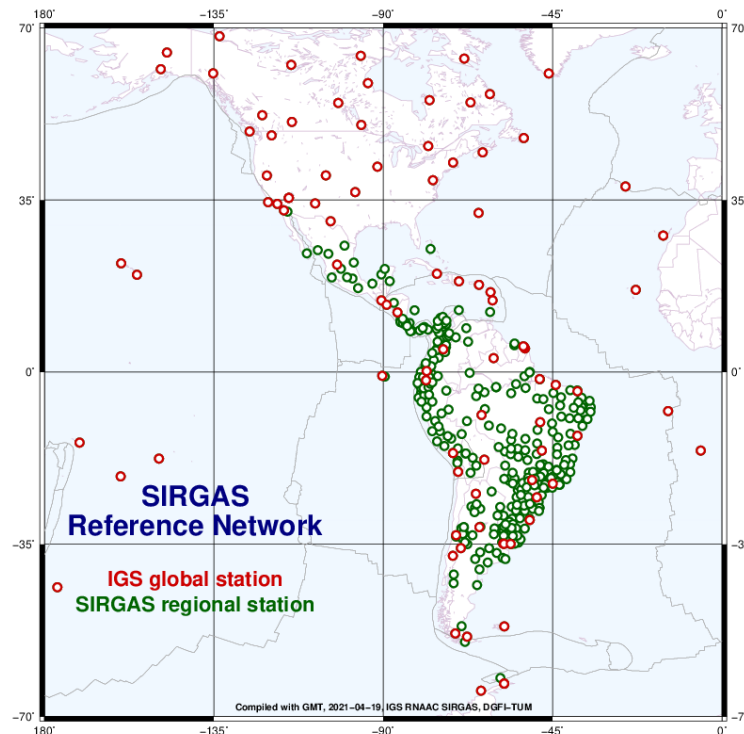 180˚ −135˚ −90˚ −45˚ 0˚
70˚ 70
35˚ 35
0˚ 0˚
SIRGAS
Reference Network
−35˚ −3
IGS global station
SIRGAS regional station
Compiled with GMT, 2021−04−19, IGS RNAAC SIRGAS, DGFI−TUM
−70˚ −7
180˚ −135˚ −90˚ −45˚ 0˚